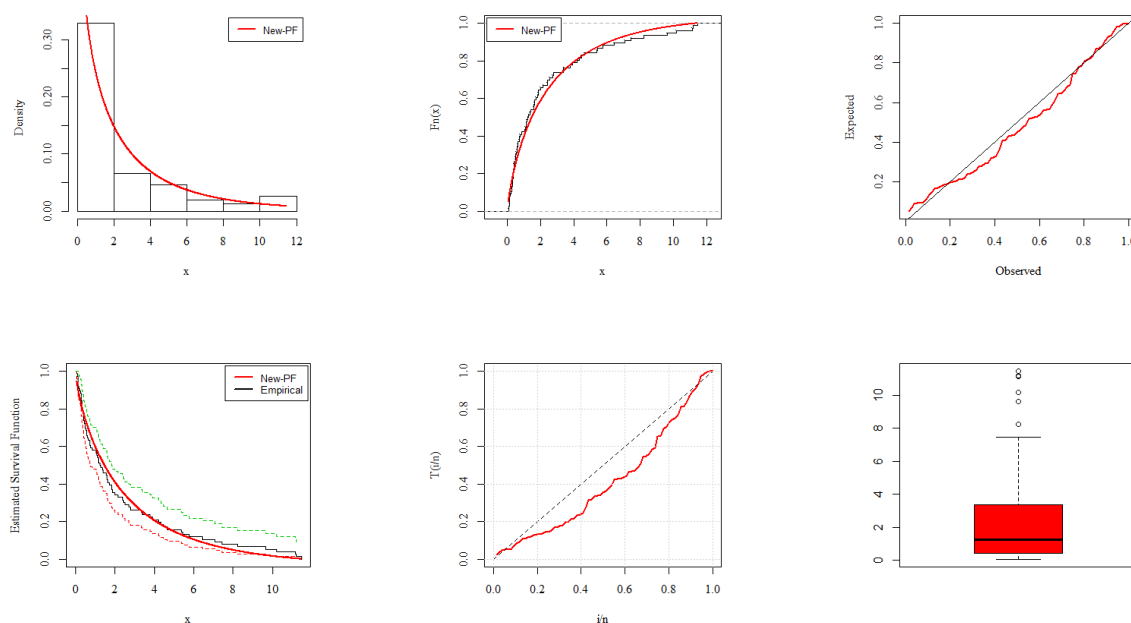 New-PF
Density
0.00 0.10 0.20 0.30
0 2 4 6 8 10 12
x
New-PF
Fn(x)
0.0 0.2 0.4 0.6 0.8 1.0
0 2 4 6 8 10 12
x
Expected
0.2 0.4 0.6 0.8 1.0
0.0 0.2 0.4 0.6 0.8 1.0
Observed
New-PF
Empirical
Estimated Survival Function
0.0 0.2 0.4 0.6 0.8 1.0
0 2 4 6 8 10
x
T(i/n)
0.0 0.2 0.4 0.6 0.8 1.0
0.0 0.2 0.4 0.6 0.8 1.0
i/n
0 2 4 6 8 10